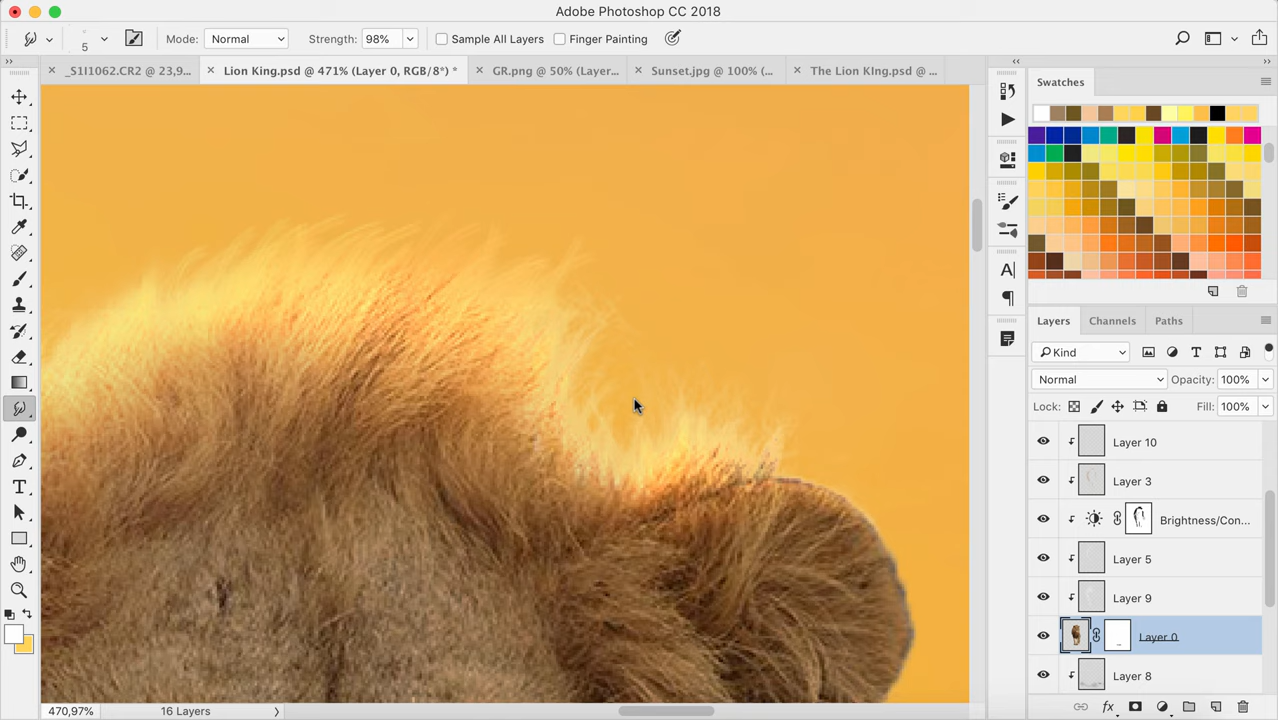 Adobe Photoshop CC 2018
5
Mode: Normal Strength: 98% Sample All Layers Finger Painting
_S1I1062.CR2 @ 23,9...
Lion King.psd @ 471% (Layer 0, RGB/8*) *
GR.png @ 50% (Layer...
Sunset.jpg @ 100% (...
The Lion KIng.psd @ ...
Swatches
Layers Channels Paths
Kind
Normal Opacity: 100%
Lock: Fill: 100%
Layer 10
Layer 3
Brightness/Con...
Layer 5
Layer 9
Layer 0
Layer 8
470,97% 16 Layers